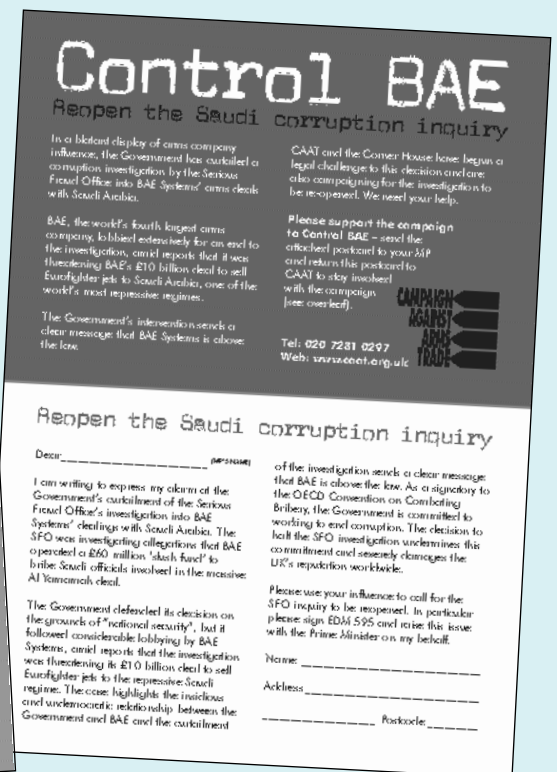 Control BAE
Reopen the Saudi corruption inquiry
In a blatant display of arms company
influence, the Government has curtailed a
corruption investigation by the Serious
Fraud Office into BAE Systems' arms deals
with Saudi Arabia.
BAE, the world's fourth largest arms
company, lobbied extensively for an end to
the investigation, amid reports that it was
threatening BAE's £10 billion deal to sell
Eurofighter jets to Saudi Arabia, one of the
world's most repressive regimes.
The Government's intervention sends a
clear message that BAE Systems is above
the law.
CAAT and the Corner House have begun a
legal challenge to this decision and are
also campaigning for the investigation to
be re-opened. We need your help.
Please support the campaign
to Control BAE – send the
attached postcard to your MP
and return this postcard to
CAAT to stay involved
with the campaign
(see overleaf).
CAMPAIGN
AGAINST
ARMS
TRADE
Tel: 020 7281 0297
Web: www.caat.org.uk
Reopen the Saudi corruption inquiry
Dear (MP'S NAME)
I am writing to express my alarm at the
Government's curtailment of the Serious
Fraud Office's investigation into BAE
Systems' dealings with Saudi Arabia. The
SFO was investigating allegations that BAE
operated a £60 million 'slush fund' to
bribe Saudi officials involved in the massive
Al Yamamah deal.
The Government defended its decision on
the grounds of "national security", but it
followed considerable lobbying by BAE
Systems, amid reports that the investigation
was threatening its £10 billion deal to sell
Eurofighter jets to the repressive Saudi
regime. The case highlights the insidious
and undemocratic relationship between the
Government and BAE and the curtailment
of the investigation sends a clear message
that BAE is above the law. As a signatory to
the OECD Convention on Combating
Bribery, the Government is committed to
working to end corruption. The decision to
halt the SFO investigation undermines this
commitment and severely damages the
UK's reputation worldwide.
Please use your influence to call for the
SFO inquiry to be reopened. In particular
please sign EDM 595 and raise this issue
with the Prime Minister on my behalf.
Name:
Address
Postcode: